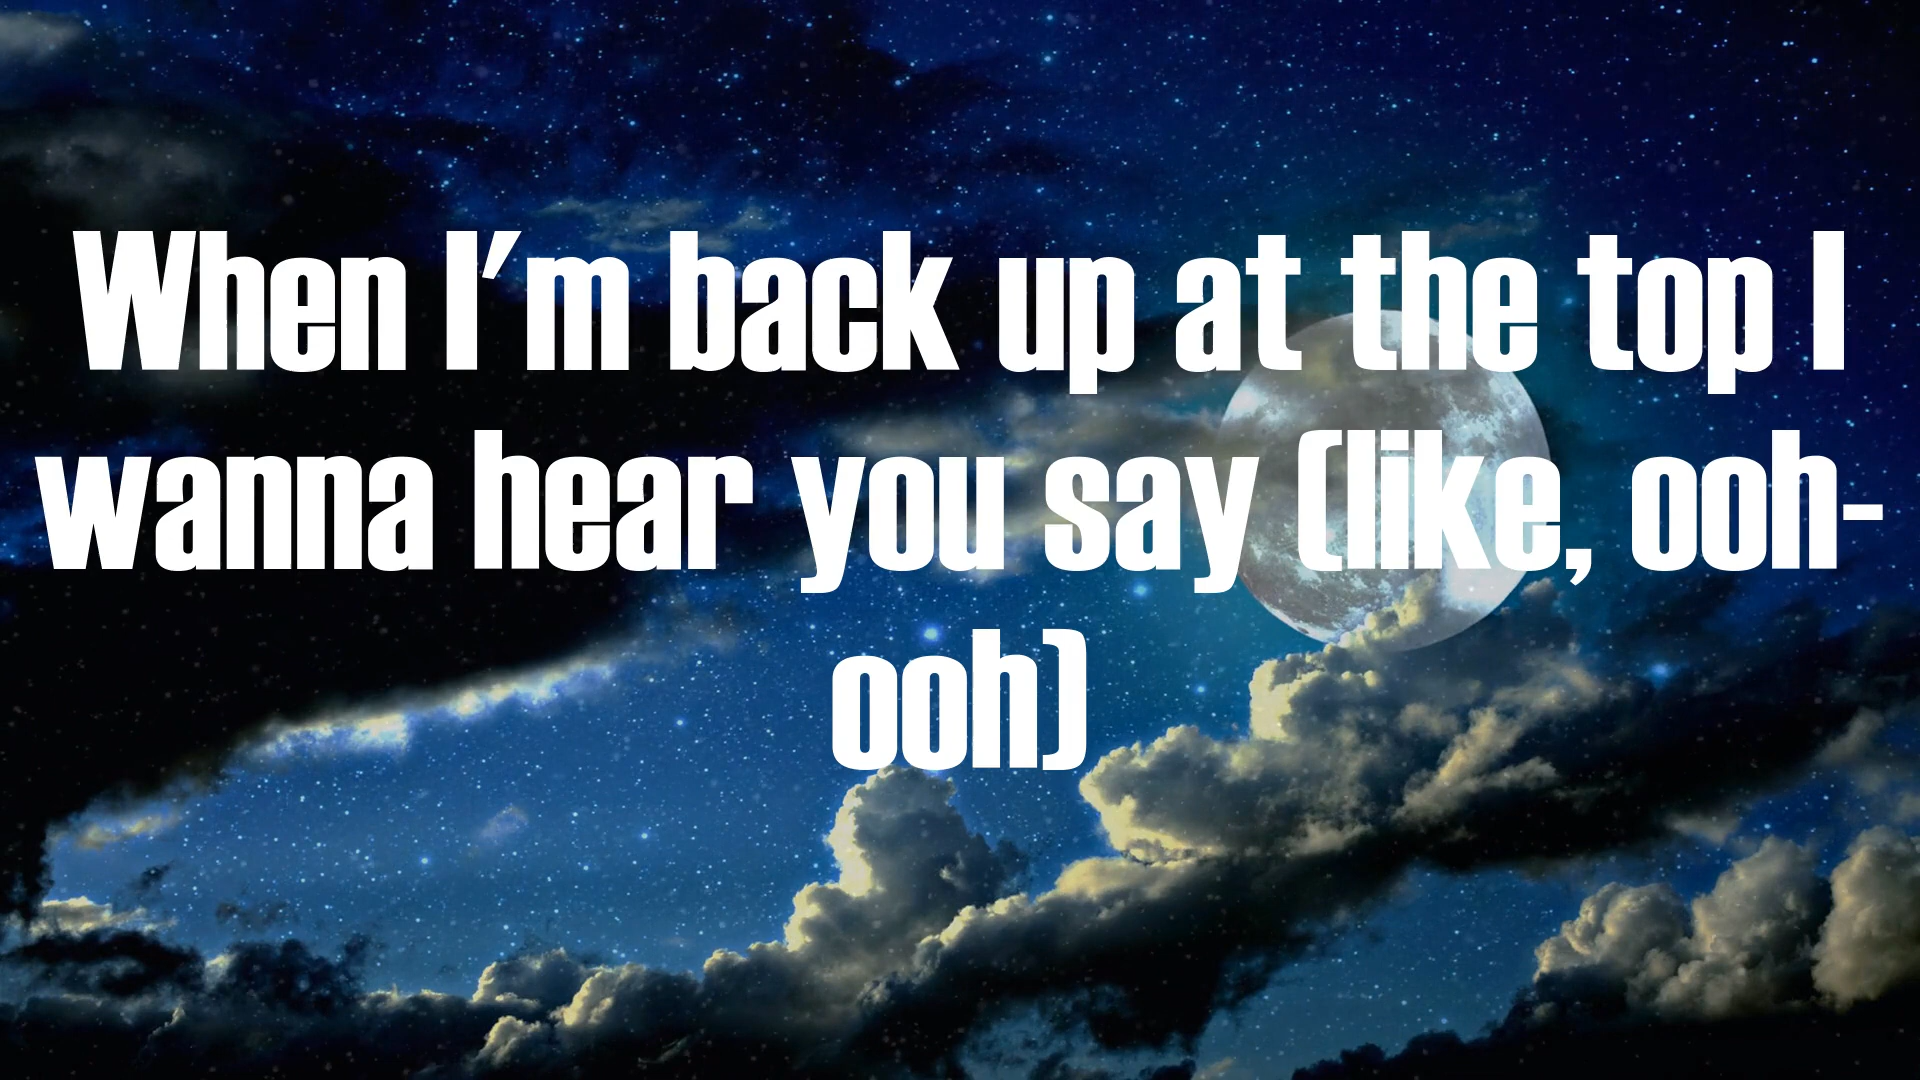 When I'm back up at the top I
wanna hear you say (like, ooh-
ooh)